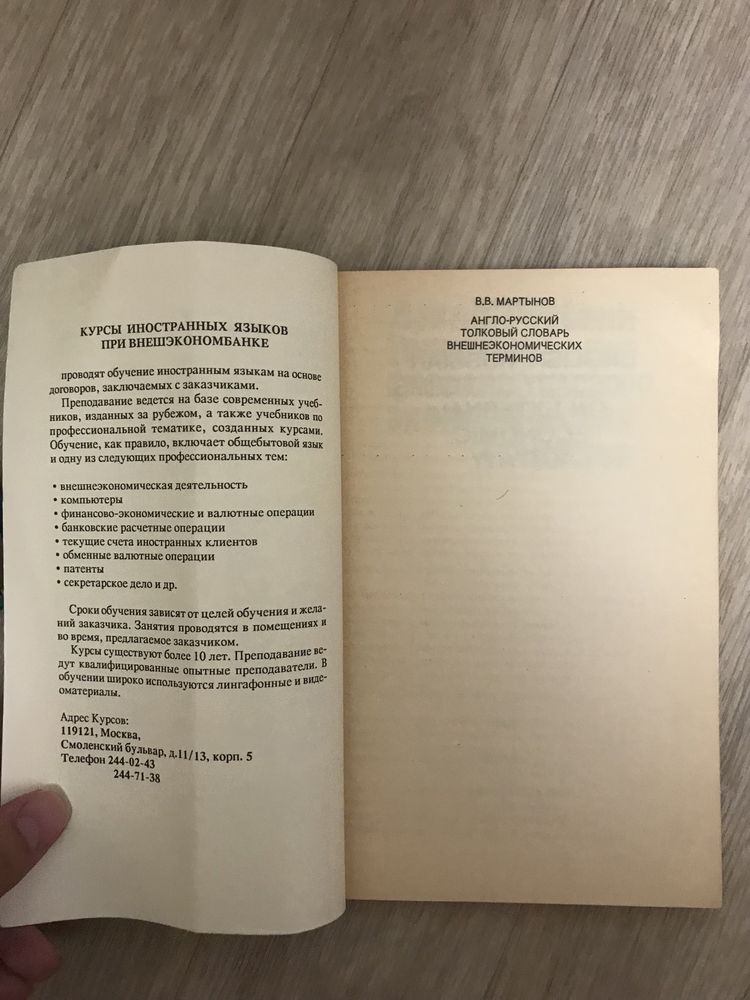 КУРСЫ ИНОСТРАННЫХ ЯЗЫКОВ
ПРИ ВНЕШЭКОНОМБАНКЕ
проводят обучение иностранным языкам на основе
договоров, заключаемых с заказчиками.
Преподавание ведется на базе современных учеб-
ников, изданных за рубежом, а также учебников по
профессиональной тематике, созданных курсами.
Обучение, как правило, включает общебытовой язык
и одну из следующих профессиональных тем:
• внешнеэкономическая деятельность
• компьютеры
• финансово-экономические и валютные операции
• банковские расчетные операции
• текущие счета иностранных клиентов
• обменные валютные операции
• патенты
• секретарское дело и др.
Сроки обучения зависят от целей обучения и жела-
ний заказчика. Занятия проводятся в помещениях и
во время, предлагаемое заказчиком.
Курсы существуют более 10 лет. Преподавание ве-
дут квалифицированные опытные преподаватели. В
обучении широко используются лингафонные и виде-
оматериалы.
Адрес Курсов:
119121, Москва,
Смоленский бульвар, д.11/13, корп. 5
Телефон 244-02-43
244-71-38
В.В. МАРТЫНОВ
АНГЛО-РУССКИЙ
ТОЛКОВЫЙ СЛОВАРЬ
ВНЕШНЕЭКОНОМИЧЕСКИХ
ТЕРМИНОВ